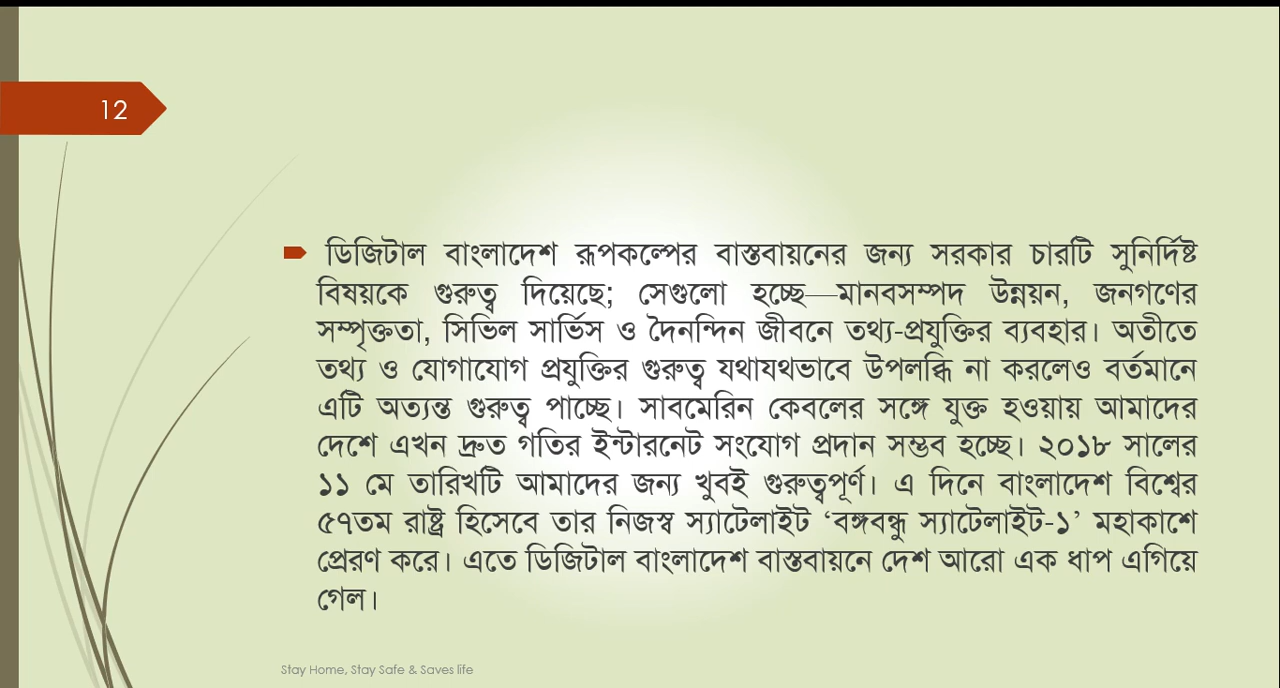 12
ডিজিটাল বাংলাদেশ রূপকল্পের বাস্তবায়নের জন্য সরকার চারটি সুনির্দিষ্ট
বিষয়কে গুরুত্ব দিয়েছে; সেগুলো হচ্ছে—মানবসম্পদ উন্নয়ন, জনগণের
সম্পৃক্ততা, সিভিল সার্ভিস ও দৈনন্দিন জীবনে তথ্য-প্রযুক্তির ব্যবহার। অতীতে
তথ্য ও যোগাযোগ প্রযুক্তির গুরুত্ব যথাযথভাবে উপলব্ধি না করলেও বর্তমানে
এটি অত্যন্ত গুরুত্ব পাচ্ছে। সাবমেরিন কেবলের সঙ্গে যুক্ত হওয়ায় আমাদের
দেশে এখন দ্রুত গতির ইন্টারনেট সংযোগ প্রদান সম্ভব হচ্ছে। ২০১৮ সালের
১১ মে তারিখটি আমাদের জন্য খুবই গুরুত্বপূর্ণ। এ দিনে বাংলাদেশ বিশ্বের
৫৭তম রাষ্ট্র হিসেবে তার নিজস্ব স্যাটেলাইট ‘বঙ্গবন্ধু স্যাটেলাইট-১’ মহাকাশে
প্রেরণ করে। এতে ডিজিটাল বাংলাদেশ বাস্তবায়নে দেশ আরো এক ধাপ এগিয়ে
গেল।
Stay Home, Stay Safe & Saves life